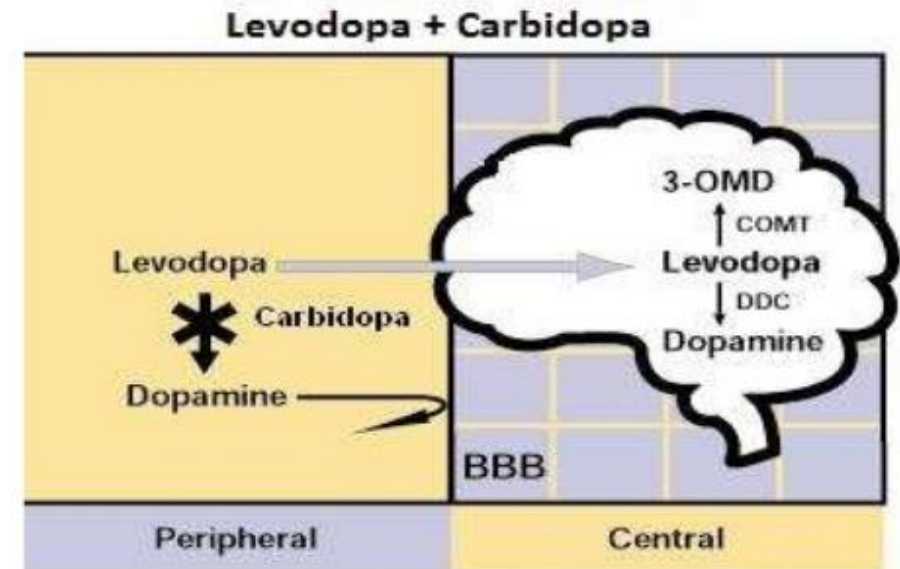 Levodopa + Carbidopa
3-OMD
COMT
Levodopa
Levodopa
DDC
Carbidopa
Dopamine
Dopamine
BBB
Peripheral
Central